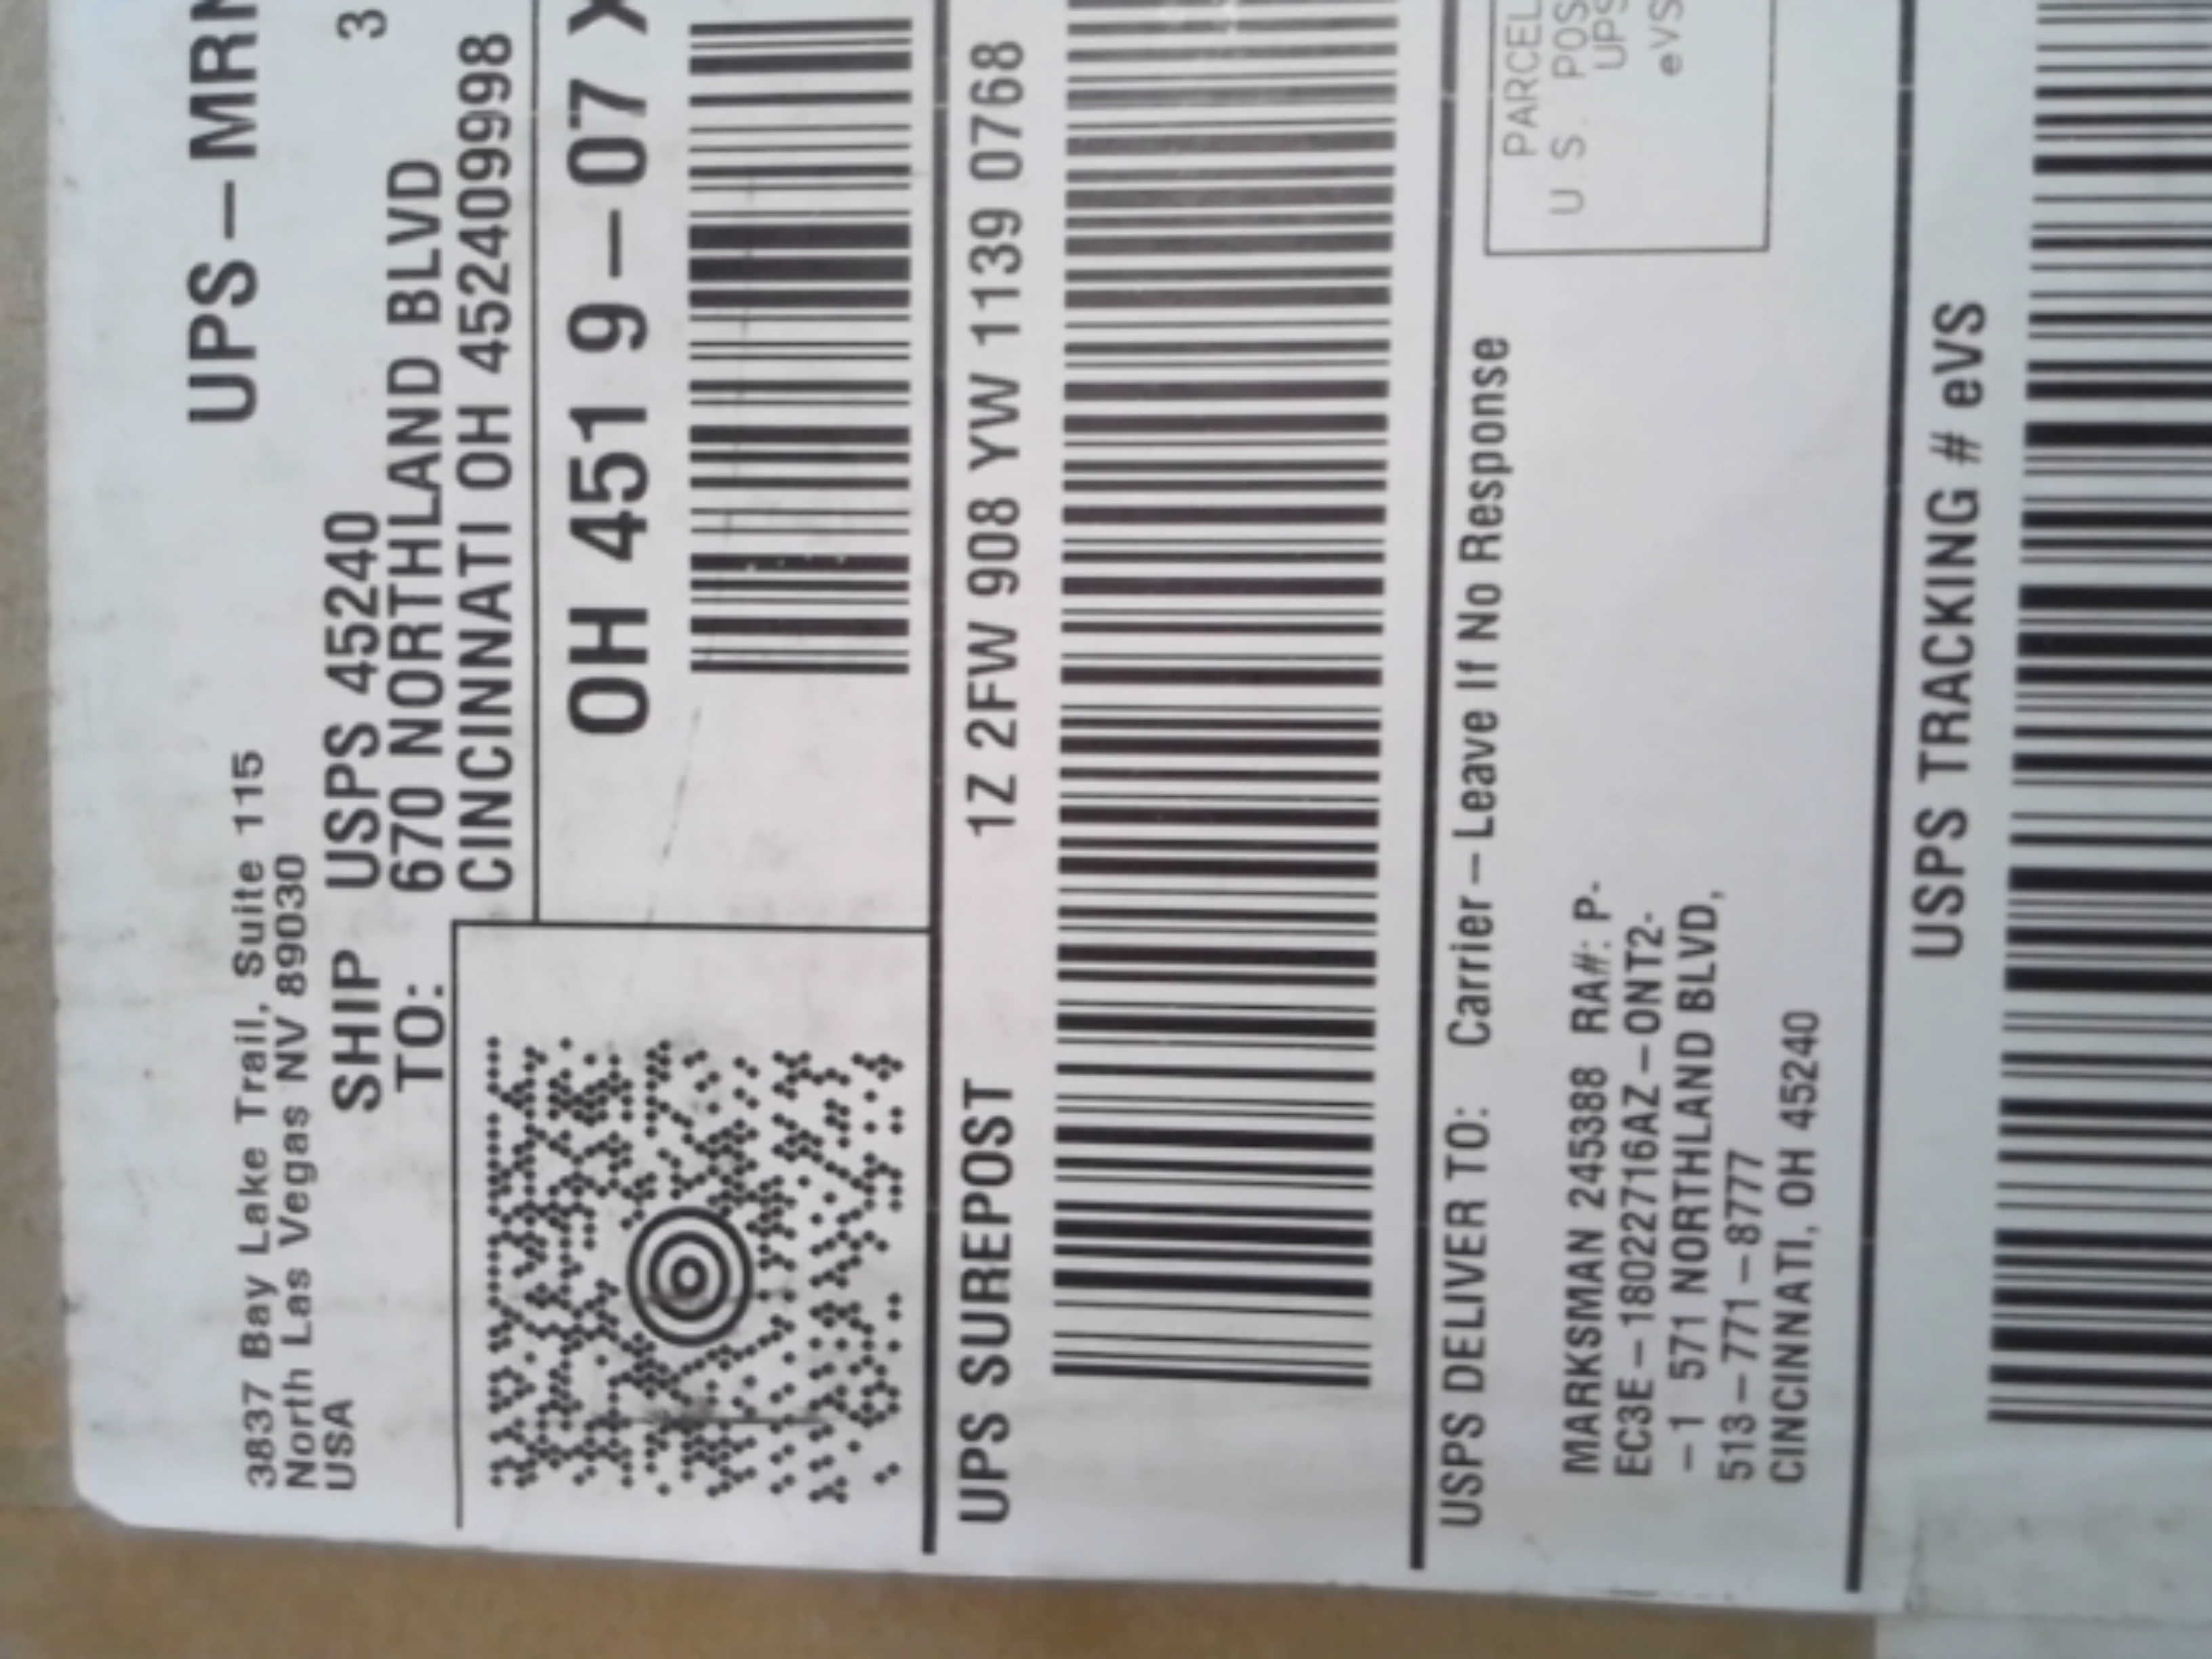 3837 Bay Lake Trail, Suite 115
North Las Vegas NV 89030
USA
UPS-MRN
SHIP TO:
USPS 45240
3
670 NORTHLAND BLVD
CINCINNATI OH 452409998
OH 451 9-07
UPS SUREPOST
1Z 2FW 908 YW 1139 0768
USPS DELIVER TO:
Carrier-Leave If No Response
MARKSMAN 245388 RA#: P-
EC3E-18022716AZ-ONT2-
-1 571 NORTHLAND BLVD,
513-771-8777
CINCINNATI, OH 45240
PARCEL
U.S. POS
UPS
eVS
USPS TRACKING # eVS